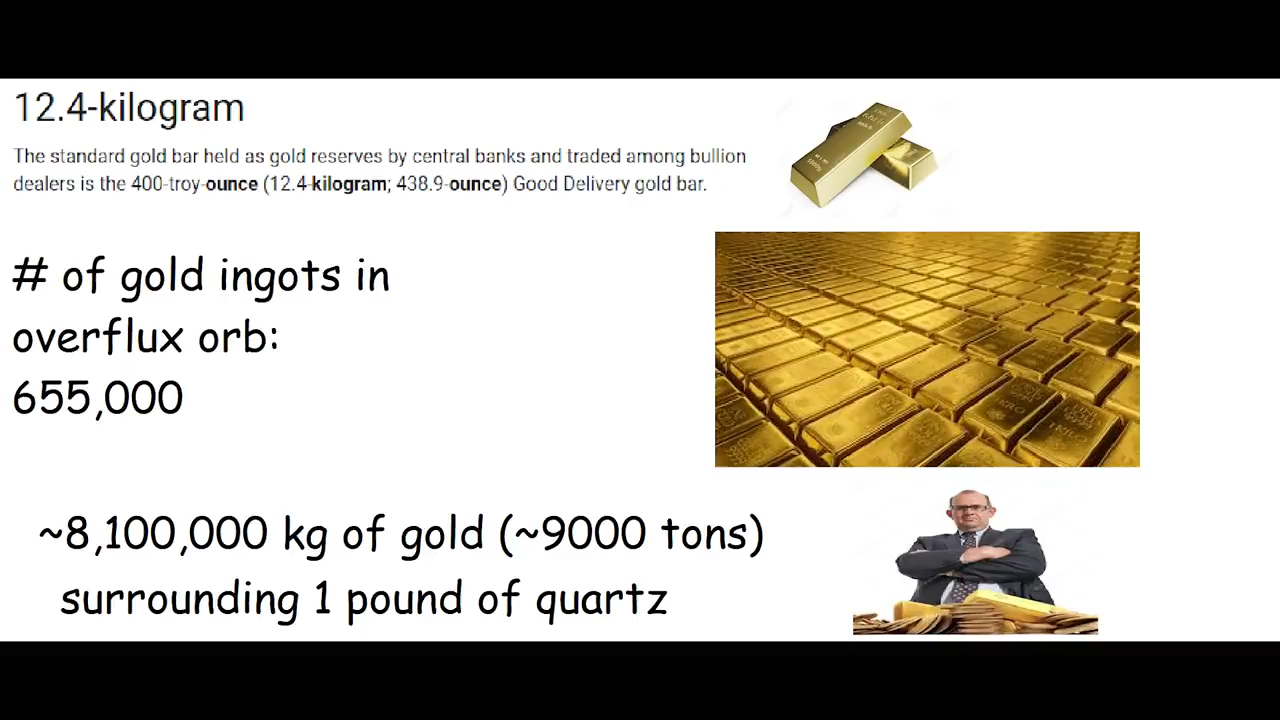 12.4-kilogram
The standard gold bar held as gold reserves by central banks and traded among bullion
dealers is the 400-troy-ounce (12.4-kilogram; 438.9-ounce) Good Delivery gold bar.
# of gold ingots in
overflux orb:
655,000
~8,100,000 kg of gold (~9000 tons)
surrounding 1 pound of quartz